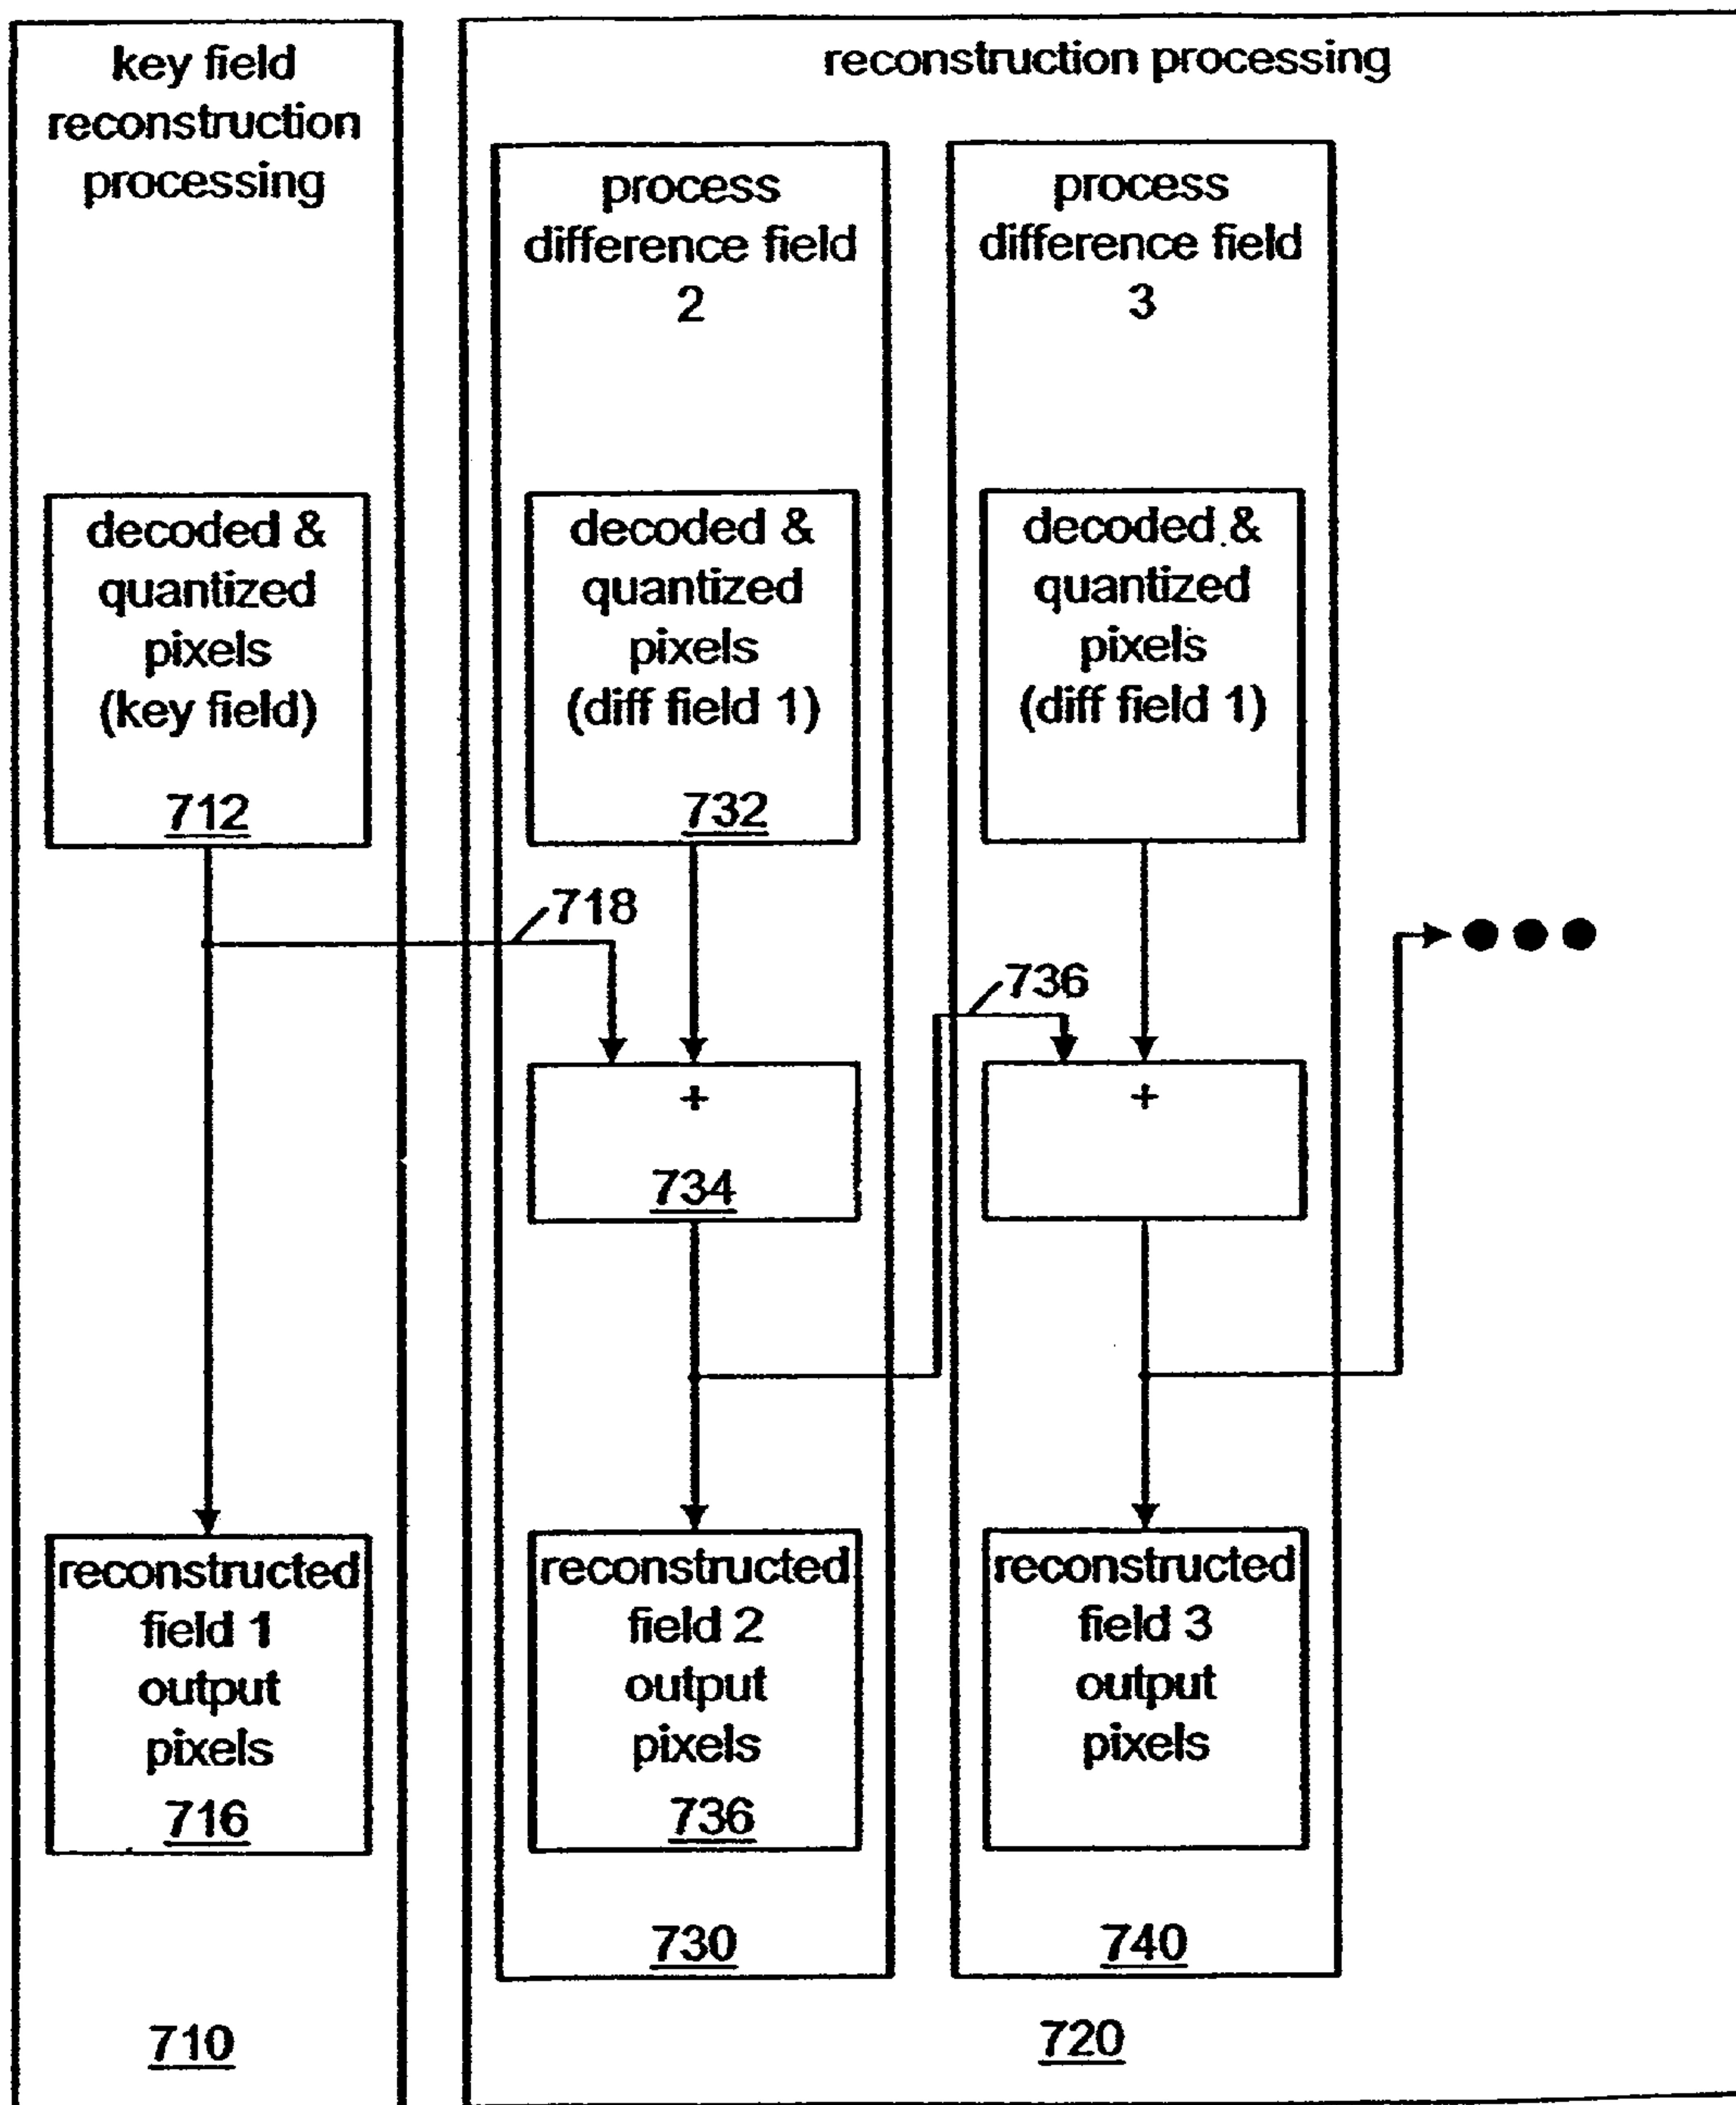 key field
reconstruction
processing
decoded &
quantized
pixels
(key field)
712
reconstructed
field 1
output
pixels
716
710
reconstruction processing
process
difference field
2
decoded &
quantized
pixels
(diff field 1)
732
718
+
734
reconstructed
field 2
output
pixels
736
730
process
difference field
3
decoded &
quantized
pixels
(diff field 1)
736
+
reconstructed
field 3
output
pixels
740
720